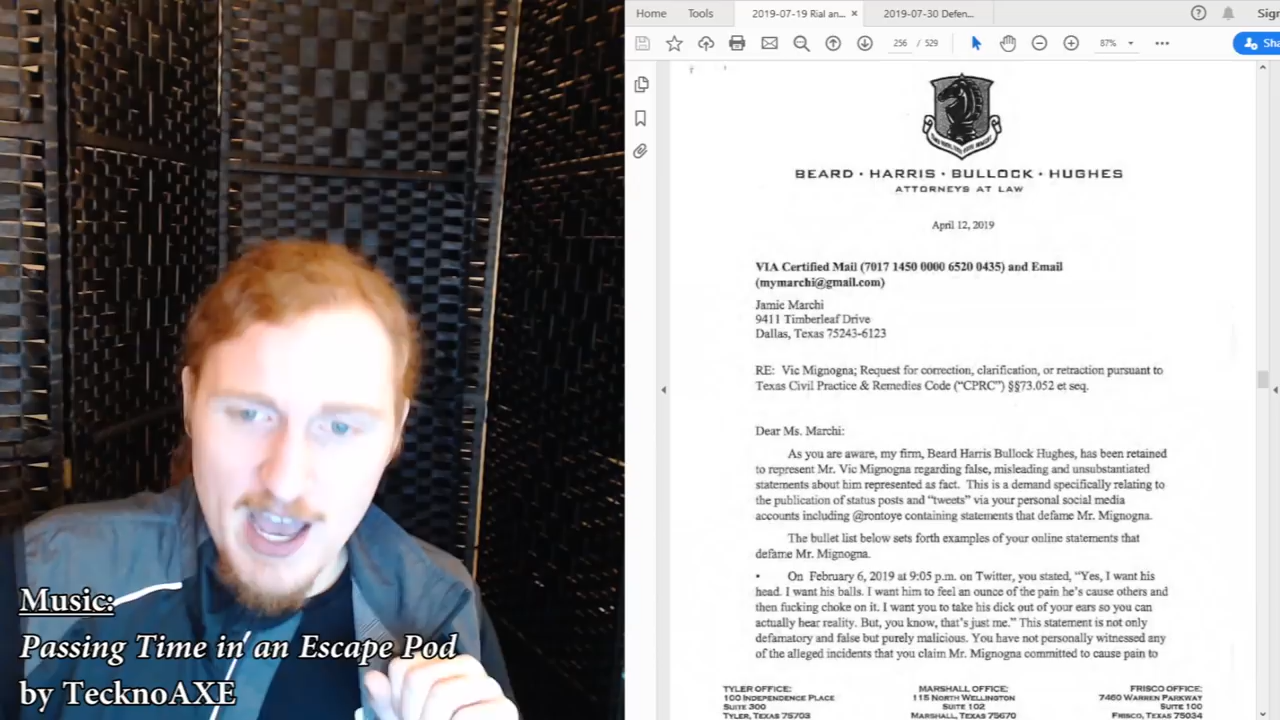 Home Tools 2019-07-19 Rial an... × 2019-07-30 Defen... Sign
256 / 529 87% Sha
BEARD · HARRIS · BULLOCK · HUGHES
ATTORNEYS AT LAW
April 12, 2019
VIA Certified Mail (7017 1450 0000 6520 0435) and Email
(mymarchi@gmail.com)
Jamie Marchi
9411 Timberleaf Drive
Dallas, Texas 75243-6123
RE: Vic Mignogna; Request for correction, clarification, or retraction pursuant to
Texas Civil Practice & Remedies Code ("CPRC") §§73.052 et seq.
Dear Ms. Marchi:
As you are aware, my firm, Beard Harris Bullock Hughes, has been retained
to represent Mr. Vic Mignogna regarding false, misleading and unsubstantiated
statements about him represented as fact. This is a demand specifically relating to
the publication of status posts and "tweets" via your personal social media
accounts including @rontoye containing statements that defame Mr. Mignogna.
The bullet list below sets forth examples of your online statements that
defame Mr. Mignogna.
• On February 6, 2019 at 9:05 p.m. on Twitter, you stated, "Yes, I want his
head. I want his balls. I want him to feel an ounce of the pain he's cause others and
then fucking choke on it. I want you to take his dick out of your ears so you can
actually hear reality. But, you know, that's just me." This statement is not only
defamatory and false but purely malicious. You have not personally witnessed any
of the alleged incidents that you claim Mr. Mignogna committed to cause pain to
TYLER OFFICE: MARSHALL OFFICE: FRISCO OFFICE:
100 INDEPENDENCE PLACE 115 NORTH WELLINGTON 7460 WARREN PARKWAY
SUITE 300 SUITE 102 SUITE 100
TYLER, TEXAS 75703 MARSHALL, TEXAS 75670 FRISCO, TEXAS 75034
Music:
Passing Time in an Escape Pod
by TecknoAXE